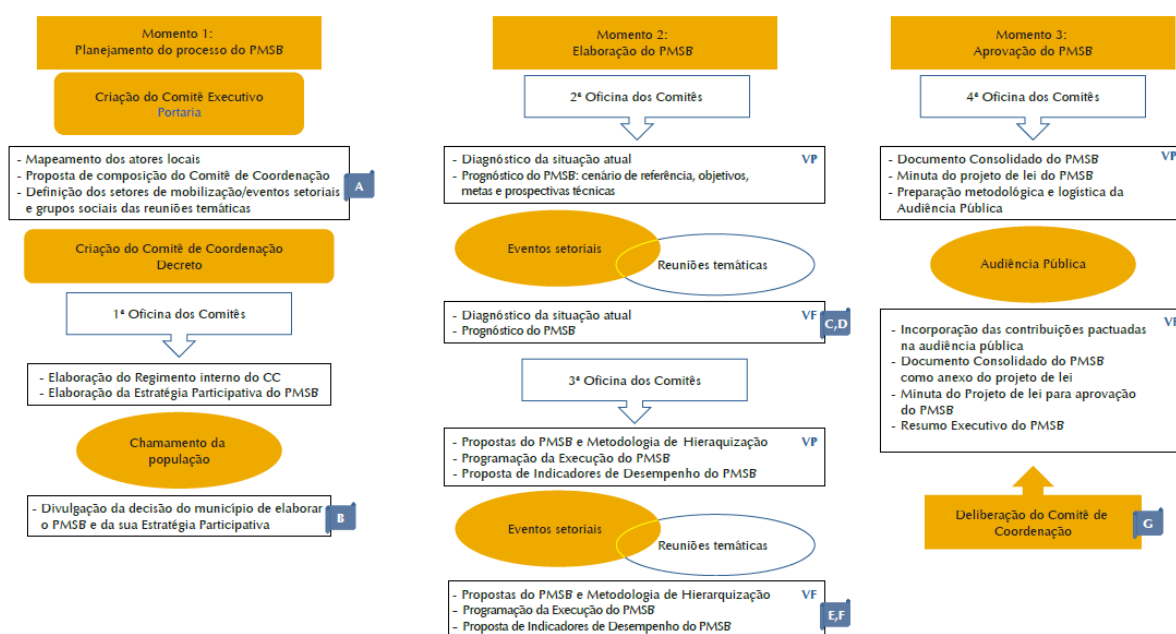 Momento 1:
Planejamento do processo do PMSB
Criação do Comitê Executivo
Portaria
- Mapeamento dos atores locais
- Proposta de composição do Comitê de Coordenação
- Definição dos setores de mobilização/eventos setoriais
e grupos sociais das reuniões temáticas
A
Criação do Comitê de Coordenação
Decreto
1ª Oficina dos Comitês
- Elaboração do Regimento interno do CC
- Elaboração da Estratégia Participativa do PMSB
Chamamento da
população
- Divulgação da decisão do município de elaborar
o PMSB e da sua Estratégia Participativa
B
Momento 2:
Elaboração do PMSB
2ª Oficina dos Comitês
- Diagnóstico da situação atual
VP
- Prognóstico do PMSB: cenário de referência, objetivos,
metas e prospectivas técnicas
Eventos setoriais
Reuniões temáticas
- Diagnóstico da situação atual
VF
- Prognóstico do PMSB
C,D
3ª Oficina dos Comitês
- Propostas do PMSB e Metodologia de Hieraquização
VP
- Programação da Execução do PMSB
- Proposta de Indicadores de Desempenho do PMSB
Eventos setoriais
Reuniões temáticas
- Propostas do PMSB e Metodologia de Hierarquização
VF
- Programação da Execução do PMSB
- Proposta de Indicadores de Desempenho do PMSB
E,F
Momento 3:
Aprovação do PMSB
4ª Oficina dos Comitês
- Documento Consolidado do PMSB
VP
- Minuta do projeto de lei do PMSB
- Preparação metodológica e logística da
Audiência Pública
Audiência Pública
- Incorporação das contribuições pactuadas
VF
na audiência pública
- Documento Consolidado do PMSB
como anexo do projeto de lei
- Minuta do Projeto de lei para aprovação
do PMSB
- Resumo Executivo do PMSB
Deliberação do Comitê de
Coordenação
G